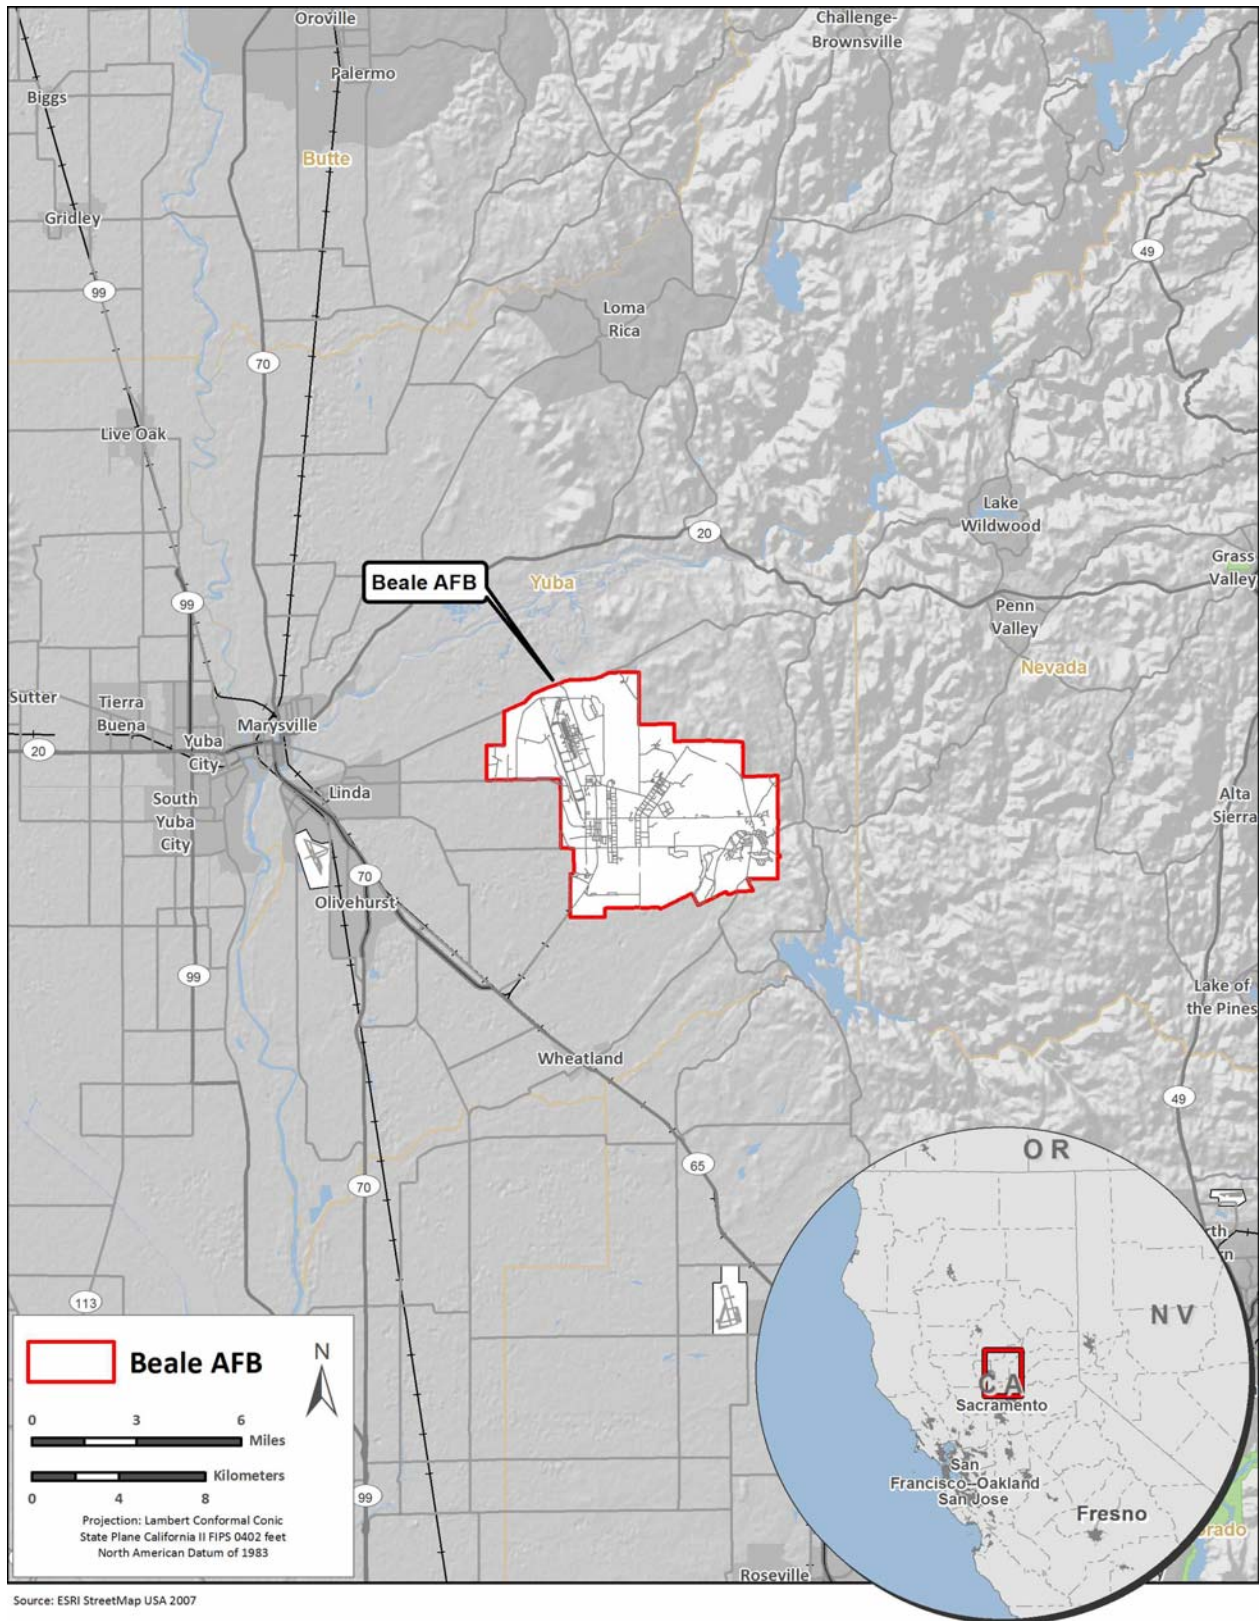 Oroville
Challenge-
Brownsville
Palermo
Biggs
Butte
Gridley
49
99
Loma
Rica
70
Live Oak
Lake
Wildwood
20
Grass
Valley
Beale AFB
Yuba
99
Penn
Valley
Nevada
Sutter
Tierra
Buena
Marysville
Yuba
City
20
Linda
South
Yuba
City
Alta
Sierra
70
Olivehurst
99
Lake of
the Pines
Wheatland
49
65
70
OR
th
rn
113
NV
Beale AFB
N
CA
Sacramento
0 3 6
Miles
San
Francisco--Oakland
San Jose
Kilometers
0 4 8
99
Fresno
Projection: Lambert Conformal Conic
State Plane California II FIPS 0402 feet
North American Datum of 1983
orado
Roseville
Source: ESRI StreetMap USA 2007